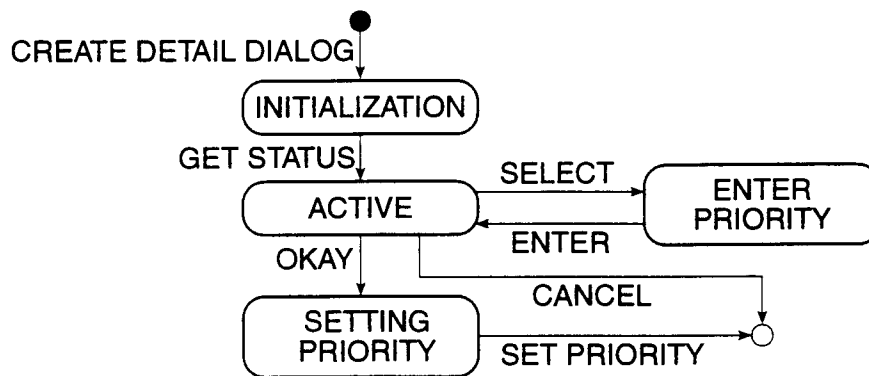 CREATE DETAIL DIALOG
INITIALIZATION
GET STATUS
ACTIVE
SELECT
ENTER
PRIORITY
ENTER
OKAY
CANCEL
SETTING
PRIORITY
SET PRIORITY